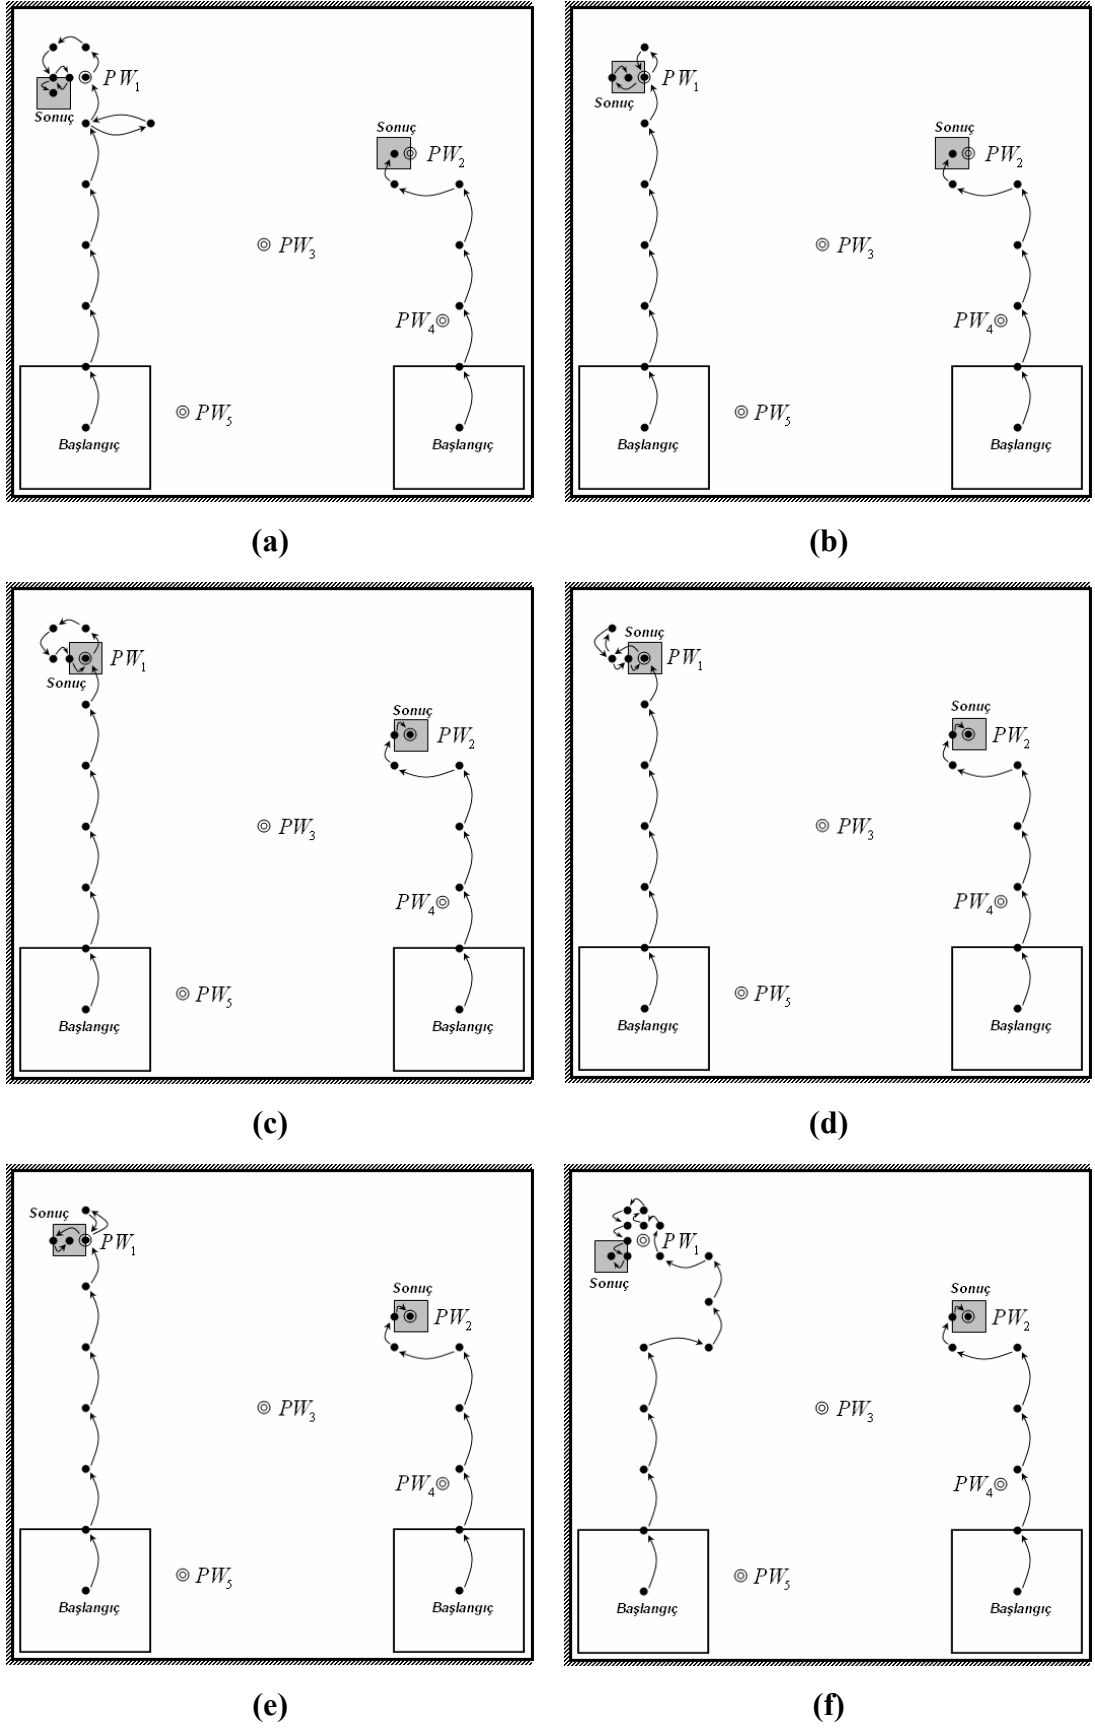 PW1
Sonuç
Sonuç
PW2
PW3
PW4
PW5
Başlangıç
Başlangıç
(a)
PW1
Sonuç
Sonuç
PW2
PW3
PW4
PW5
Başlangıç
Başlangıç
(b)
PW1
Sonuç
Sonuç
PW2
PW3
PW4
PW5
Başlangıç
Başlangıç
(c)
Sonuç
PW1
Sonuç
PW2
PW3
PW4
PW5
Başlangıç
Başlangıç
(d)
Sonuç
PW1
Sonuç
PW2
PW3
PW4
PW5
Başlangıç
Başlangıç
(e)
PW1
Sonuç
Sonuç
PW2
PW3
PW4
PW5
Başlangıç
Başlangıç
(f)